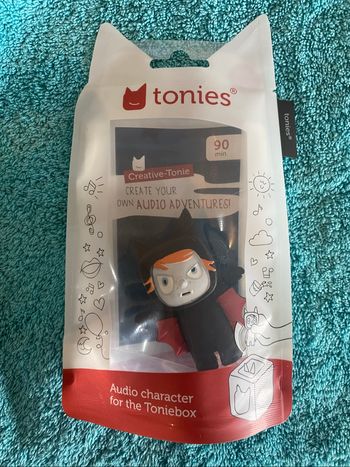 tonies®
tonies®
90
min
Creative-Tonie
CREATE YOUR
OWN AUDIO ADVENTURES!
Audio character
for the Toniebox